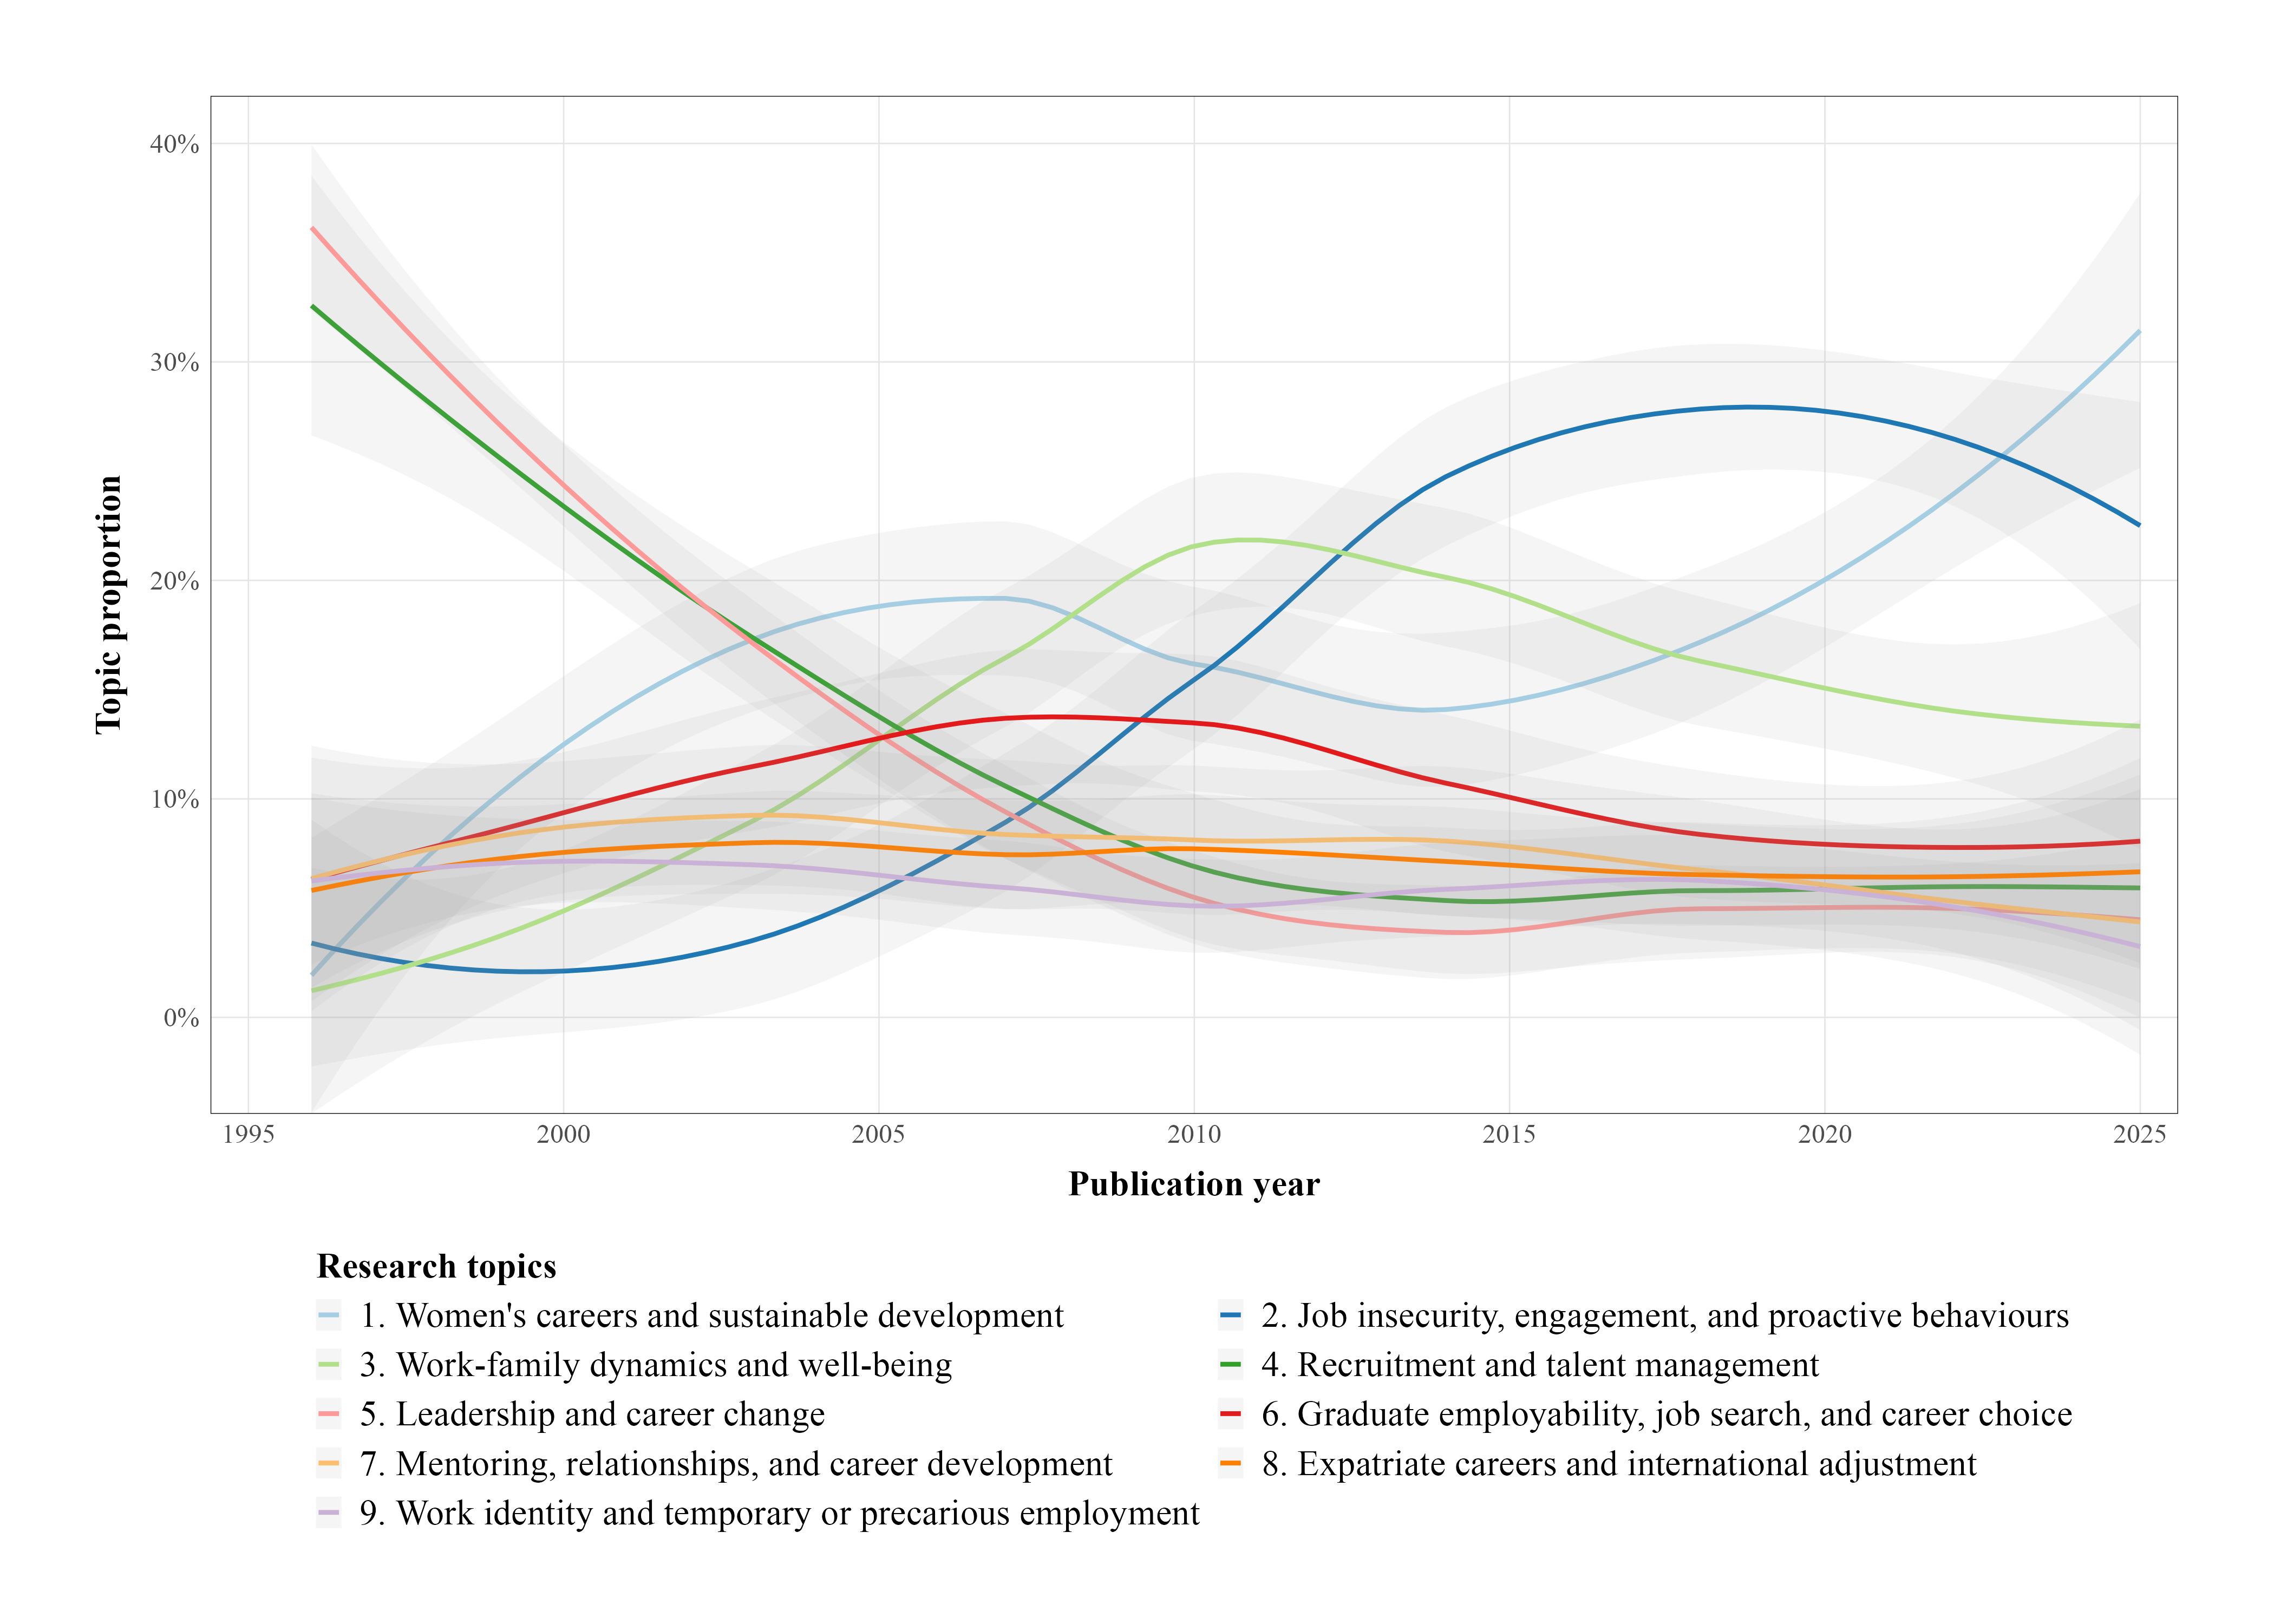 40%
30%
20%
10%
0%
Topic proportion
1995 2000 2005 2010 2015 2020 2025
Publication year
Research topics
1. Women's careers and sustainable development
2. Job insecurity, engagement, and proactive behaviours
3. Work-family dynamics and well-being
4. Recruitment and talent management
5. Leadership and career change
6. Graduate employability, job search, and career choice
7. Mentoring, relationships, and career development
8. Expatriate careers and international adjustment
9. Work identity and temporary or precarious employment